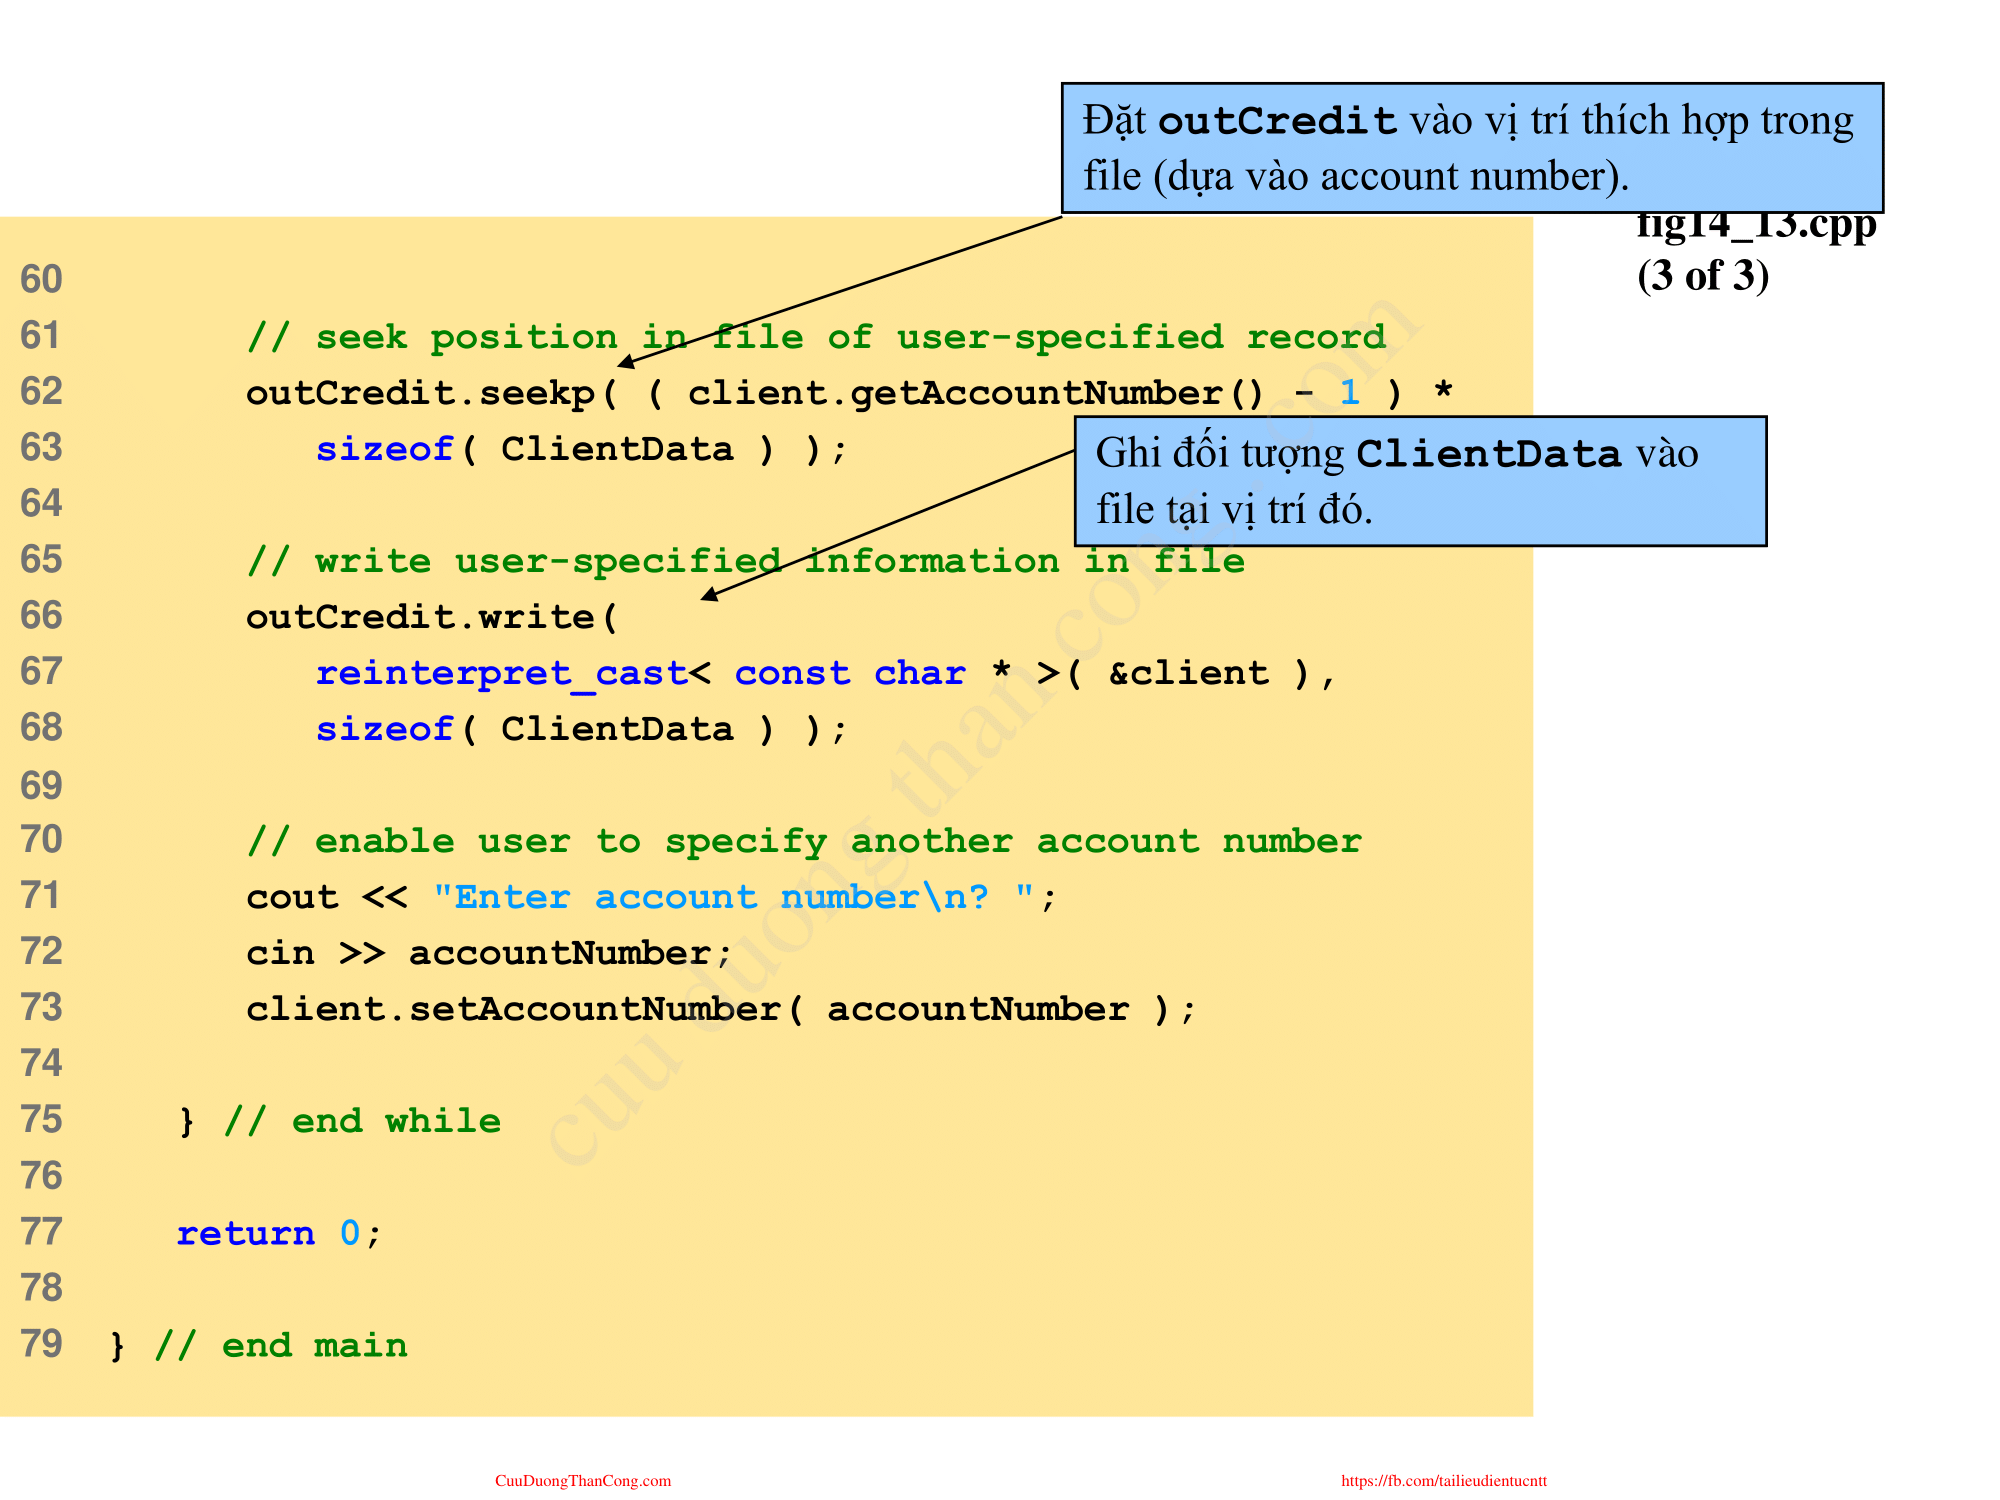 Đặt outCredit vào vị trí thích hợp trong
file (dựa vào account number).
fig14_13.cpp
(3 of 3)
60
61 // seek position in file of user-specified record
62 outCredit.seekp( ( client.getAccountNumber() - 1 ) *
63 sizeof( ClientData ) );
Ghi đối tượng ClientData vào
file tại vị trí đó.
64
65 // write user-specified information in file
66 outCredit.write(
67 reinterpret_cast< const char * >( &client ),
68 sizeof( ClientData ) );
69
70 // enable user to specify another account number
71 cout << "Enter account number\n? ";
72 cin >> accountNumber;
73 client.setAccountNumber( accountNumber );
74
75 } // end while
76
77 return 0;
78
79 } // end main
cuu duong than cong . com
CuuDuongThanCong.com
https://fb.com/tailieudientucntt